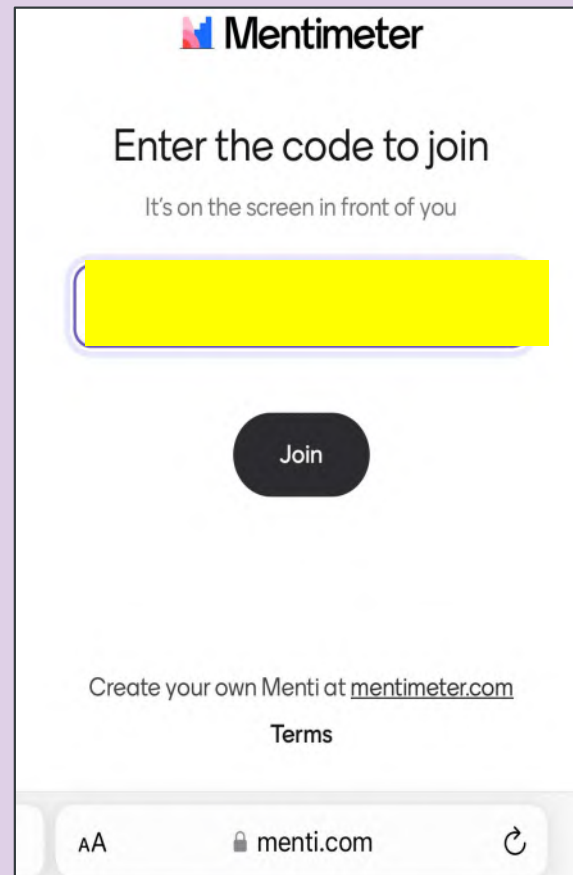 Mentimeter
Enter the code to join
It's on the screen in front of you
Join
Create your own Menti at mentimeter.com
Terms
AA menti.com